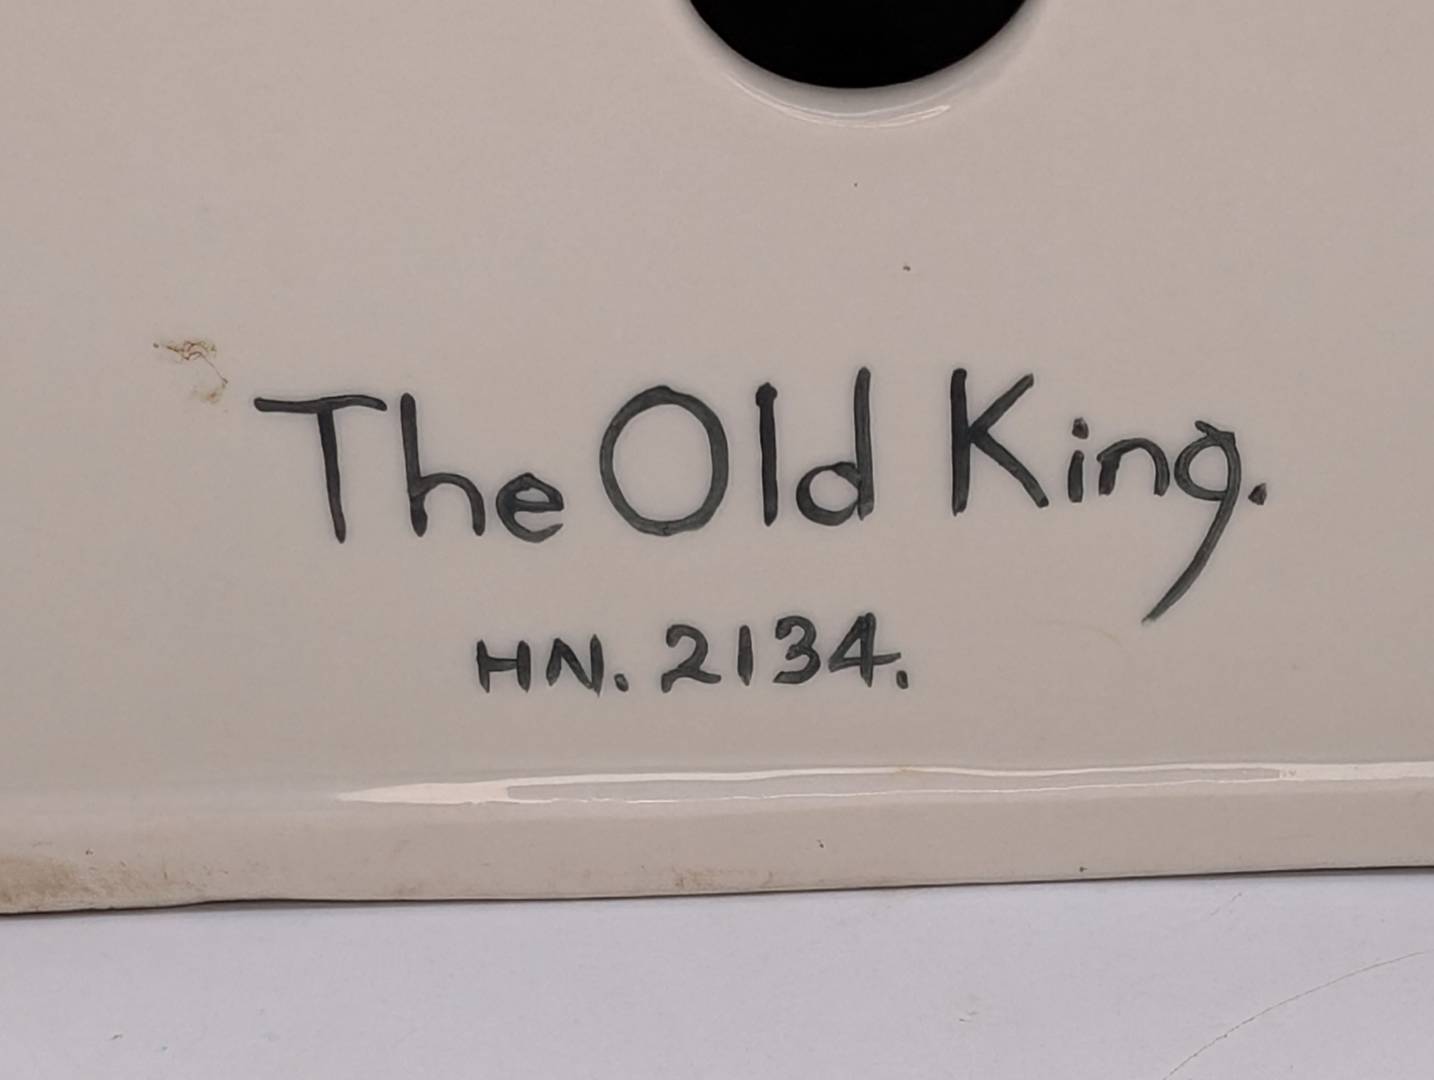 The Old King.
HN. 2134.